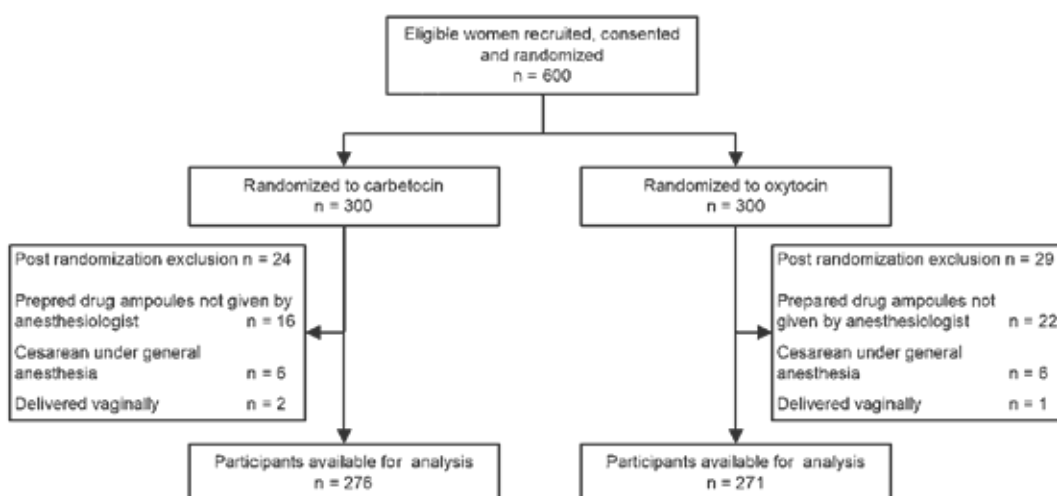 Eligible women recruited, consented
and randomized
n = 600
Randomized to carbetocin
n = 300
Randomized to oxytocin
n = 300
Post randomization exclusion n = 24
Prepred drug ampoules not given by
anesthesiologist n = 16
Cesarean under general
anesthesia n = 6
Delivered vaginally n = 2
Post randomization exclusion n = 29
Prepared drug ampoules not
given by anesthesiologist n = 22
Cesarean under general
anesthesia n = 6
Delivered vaginally n = 1
Participants available for analysis
n = 276
Participants available for analysis
n = 271